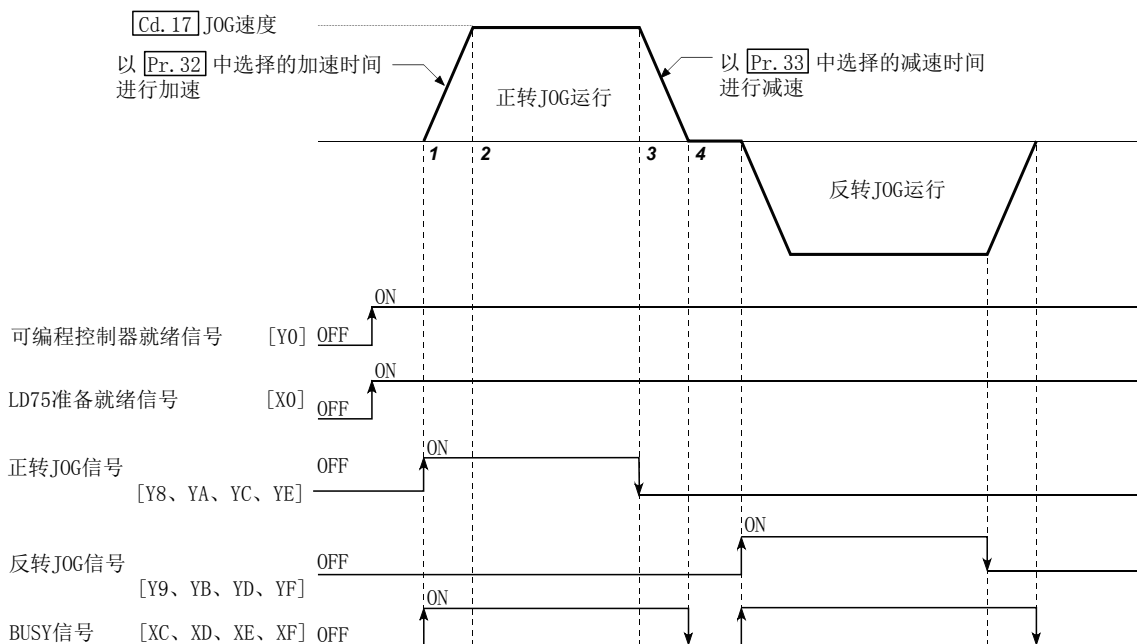 Cd.17 JOG速度
以 Pr.32 中选择的加速时间
进行加速
以 Pr.33 中选择的减速时间
进行减速
正转JOG运行
1 2 3 4
反转JOG运行
ON
可编程控制器就绪信号 [Y0] OFF
ON
LD75准备就绪信号 [X0] OFF
ON
正转JOG信号 OFF
[Y8、YA、YC、YE]
ON
反转JOG信号 OFF
[Y9、YB、YD、YF]
ON
BUSY信号 [XC、XD、XE、XF] OFF